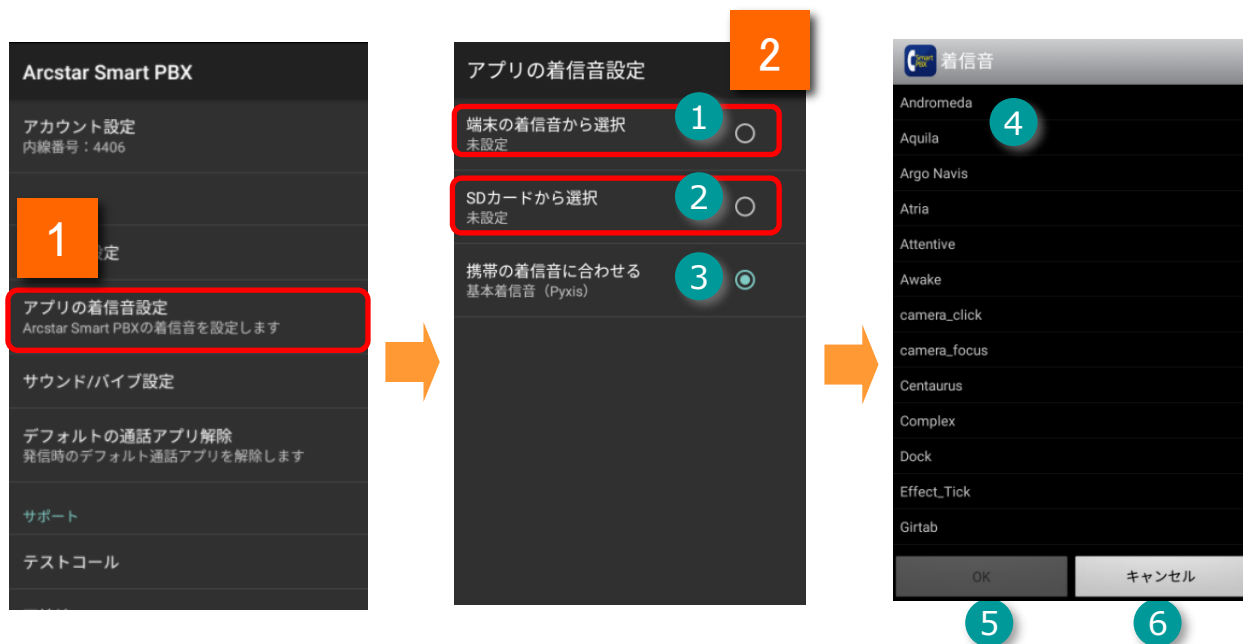 Arcstar Smart PBX
アカウント設定
内線番号：4406
1
定
アプリの着信音設定
Arcstar Smart PBXの着信音を設定します
サウンド/バイブ設定
デフォルトの通話アプリ解除
発信時のデフォルト通話アプリを解除します
サポート
テストコール
2
アプリの着信音設定
端末の着信音から選択
未設定
1
SDカードから選択
未設定
2
携帯の着信音に合わせる
基本着信音（Pyxis）
3
Smart
PBX
着信音
Andromeda
4
Aquila
Argo Navis
Atria
Attentive
Awake
camera_click
camera_focus
Centaurus
Complex
Dock
Effect_Tick
Girtab
OK
キャンセル
5
6